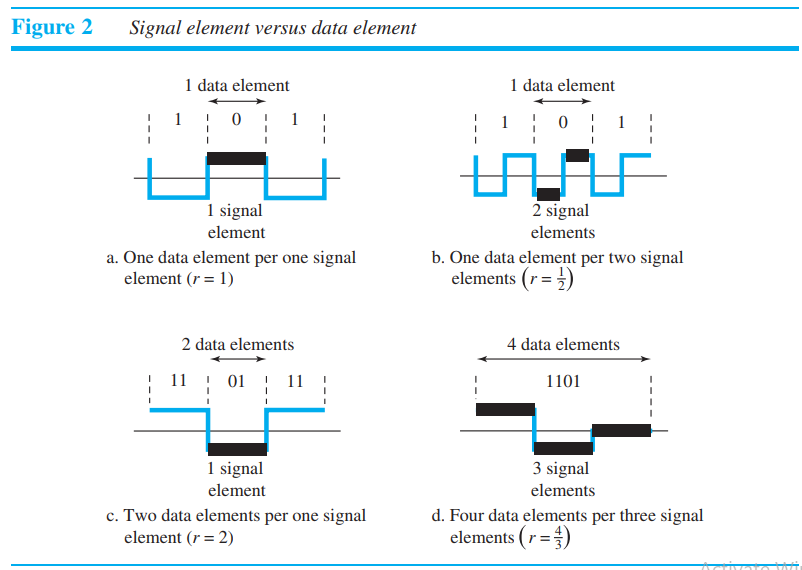 Figure 2 Signal element versus data element
1 data element
1 0 1
1 signal
element
a. One data element per one signal
element (r = 1)
1 data element
1 0 1
2 signal
elements
b. One data element per two signal
elements (r = 1/2)
2 data elements
11 01 11
1 signal
element
c. Two data elements per one signal
element (r = 2)
4 data elements
1101
3 signal
elements
d. Four data elements per three signal
elements (r = 4/3)